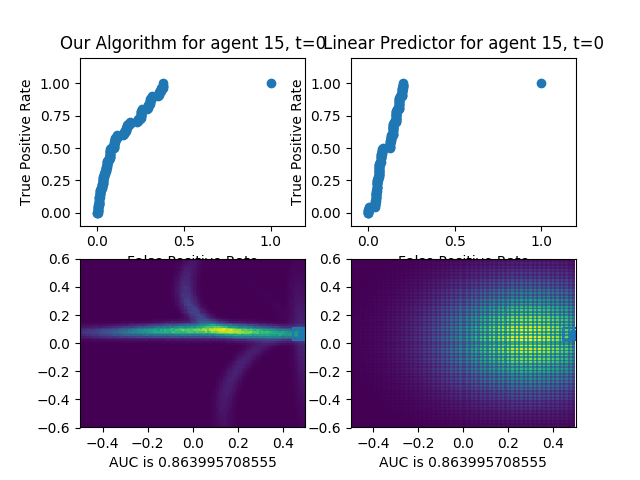 Our Algorithm for agent 15, t=0
Linear Predictor for agent 15, t=0
True Positive Rate
1.00
0.75
0.50
0.25
0.00
0.0 0.5 1.0
False Positive Rate
True Positive Rate
1.00
0.75
0.50
0.25
0.00
0.0 0.5 1.0
False Positive Rate
0.6
0.4
0.2
0.0
−0.2
−0.4
−0.6
−0.4 −0.2 0.0 0.2 0.4
AUC is 0.863995708555
0.6
0.4
0.2
0.0
−0.2
−0.4
−0.6
−0.4 −0.2 0.0 0.2 0.4
AUC is 0.863995708555